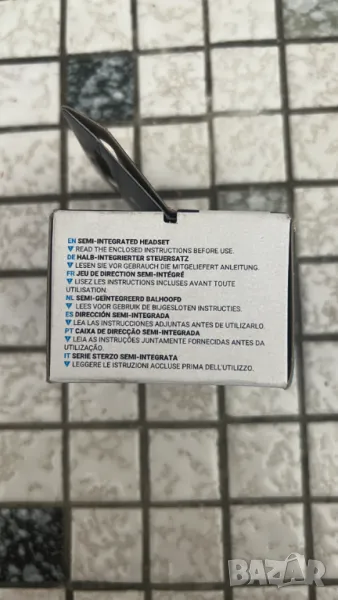 EN SEMI-INTEGRATED HEADSET
READ THE ENCLOSED INSTRUCTIONS BEFORE USE.
DE HALB-INTEGRIERTER STEUERSATZ
LESEN SIE VOR GEBRAUCH DIE MITGELIEFERT ANLEITUNG.
FR JEU DE DIRECTION SEMI-INTÉGRÉ
LISEZ LES INSTRUCTIONS INCLUSES AVANT TOUTE
UTILISATION.
NL SEMI-GEÏNTEGREERD BALHOOFD
LEES VOOR GEBRUIK DE BIJGESLOTEN INSTRUCTIES.
ES DIRECCIÓN SEMI-INTEGRADA
LEA LAS INSTRUCCIONES ADJUNTAS ANTES DE UTILIZARLO.
PT CAIXA DE DIRECÇÃO SEMI-INTEGRADA
LEIA AS INSTRUÇÕES JUNTAMENTE FORNECIDAS ANTES DA
UTILIZAÇÃO.
IT SERIE STERZO SEMI-INTEGRATA
LEGGERE LE ISTRUZIONI ACCLUSE PRIMA DELL'UTILIZZO.
BAZAR